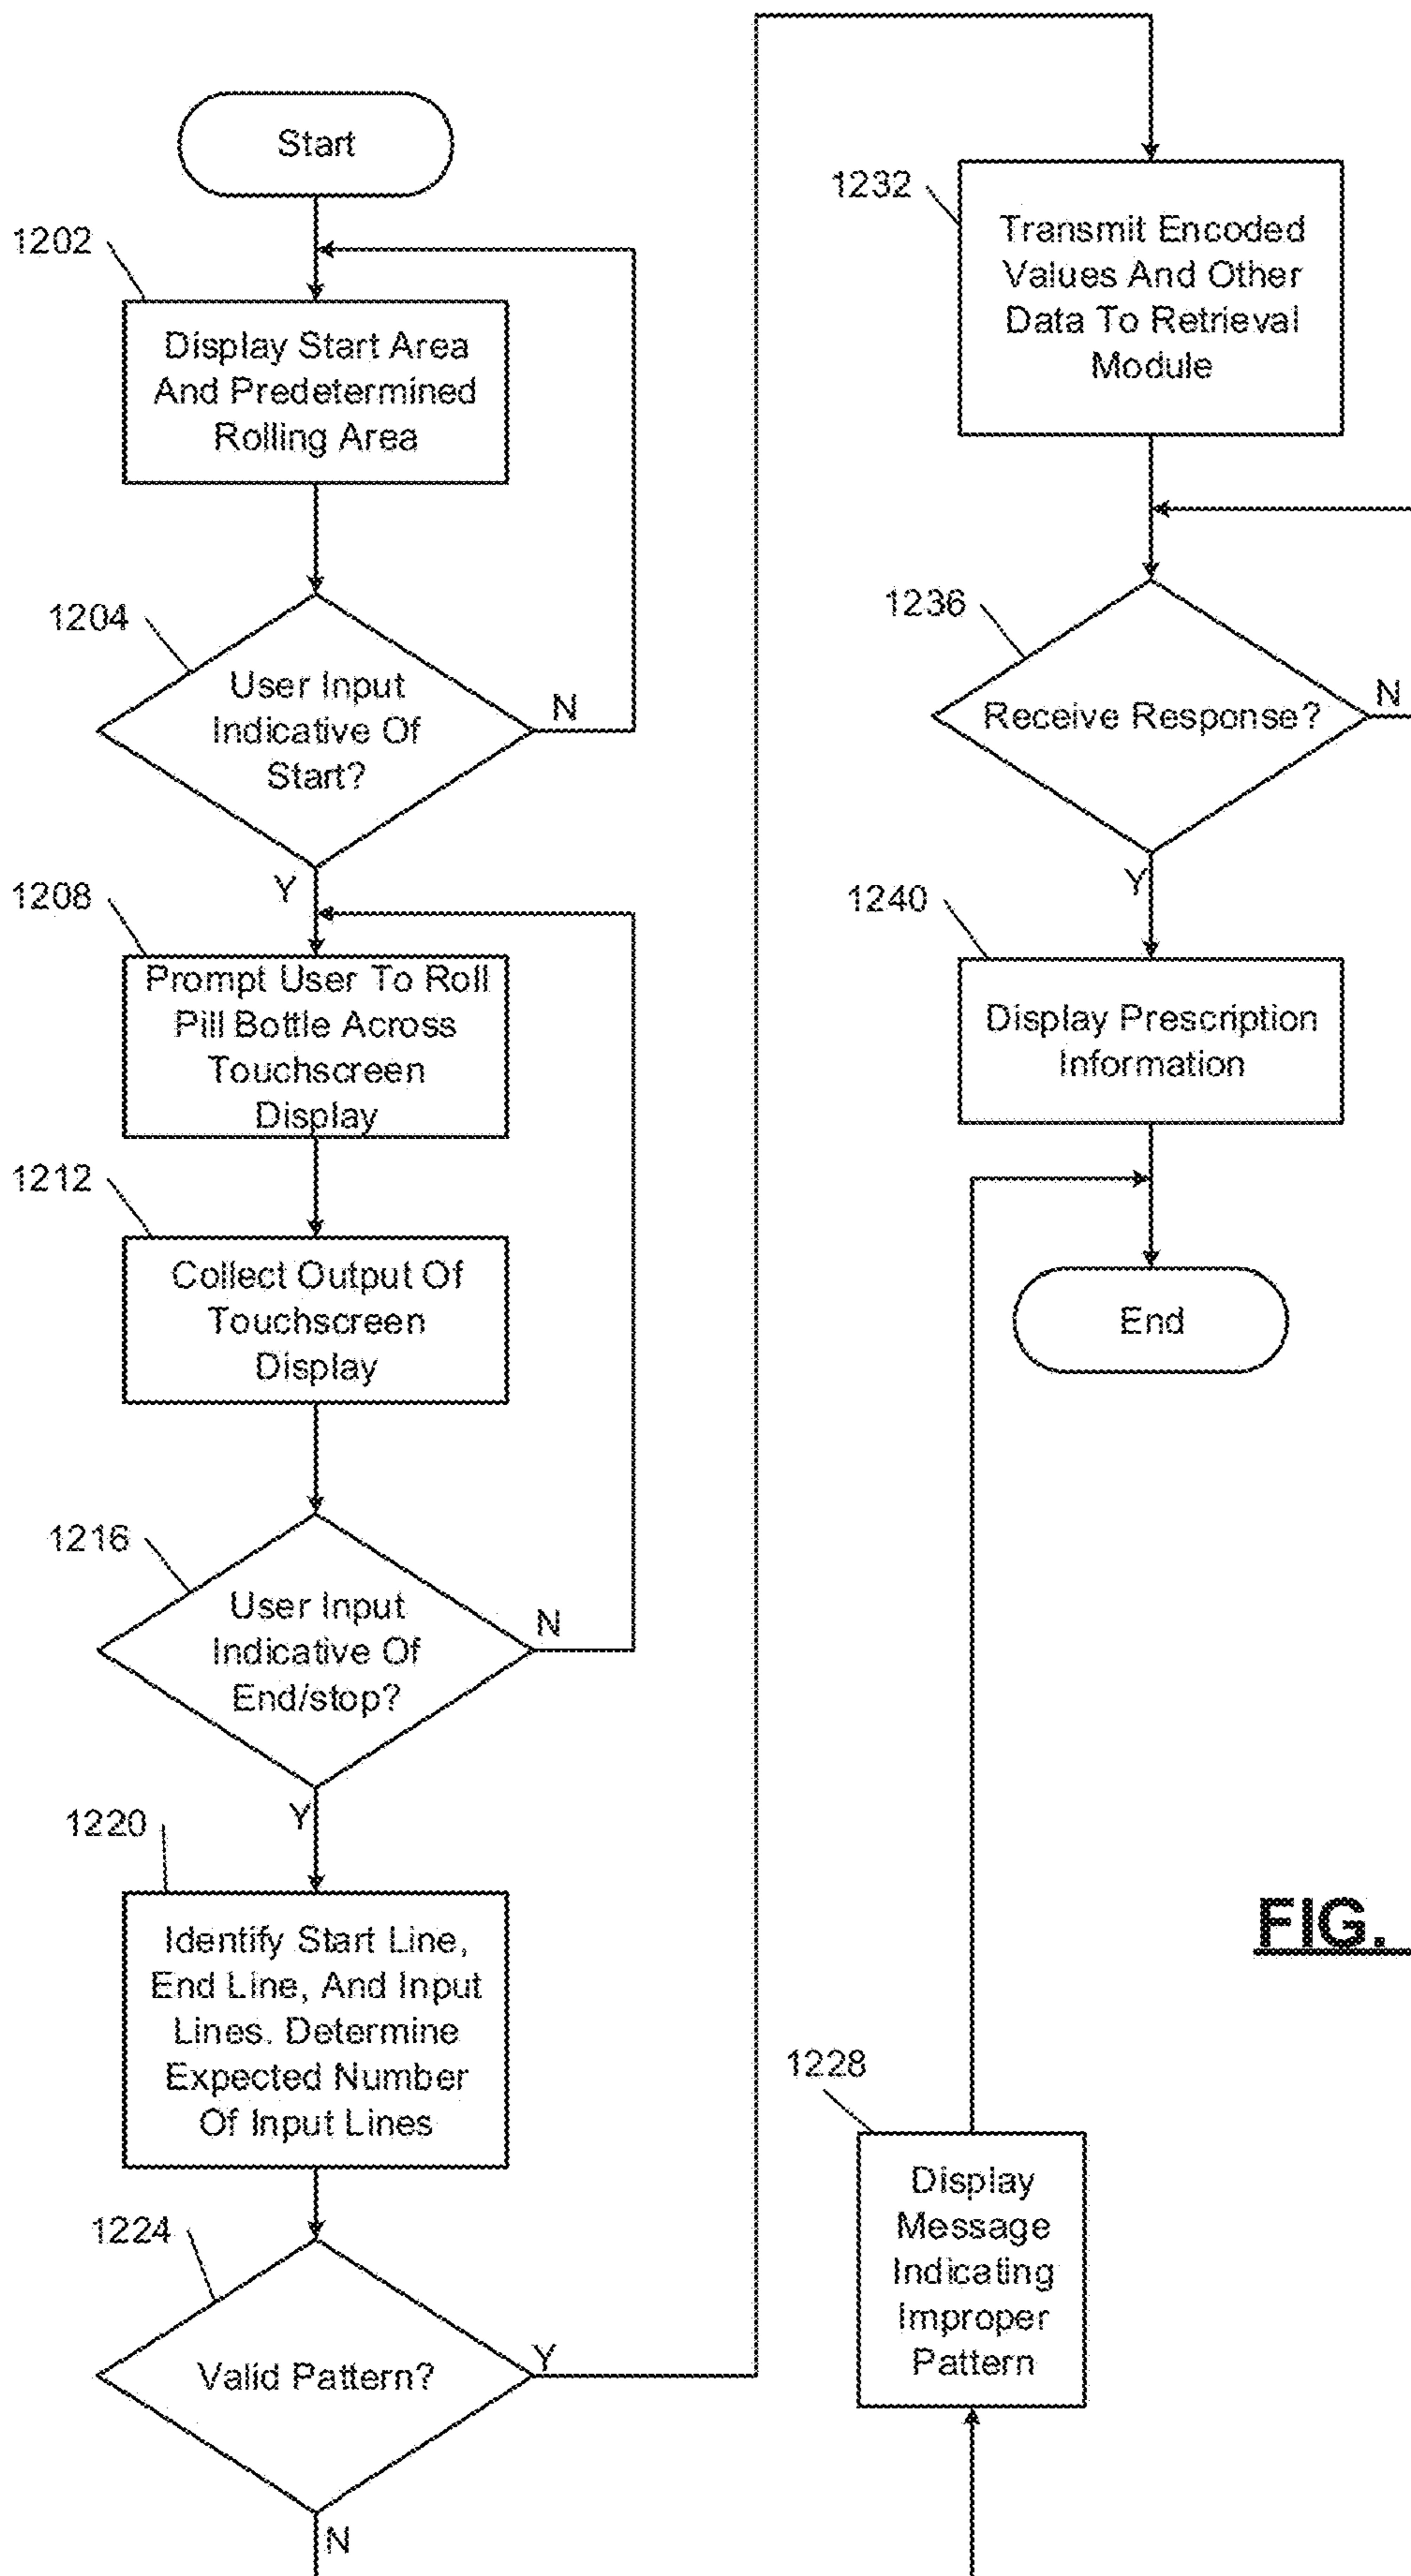 Start
1202
Display Start Area
And Predetermined
Rolling Area
1204
User Input
Indicative Of
Start?
N
Y
1208
Prompt User To Roll
Pill Bottle Across
Touchscreen
Display
1212
Collect Output Of
Touchscreen
Display
1216
User Input
Indicative Of
End/stop?
N
Y
1220
Identify Start Line,
End Line, And Input
Lines. Determine
Expected Number
Of Input Lines
1224
Valid Pattern?
Y
N
1232
Transmit Encoded
Values And Other
Data To Retrieval
Module
1236
Receive Response?
N
Y
1240
Display Prescription
Information
End
1228
Display
Message
Indicating
Improper
Pattern
FIG.